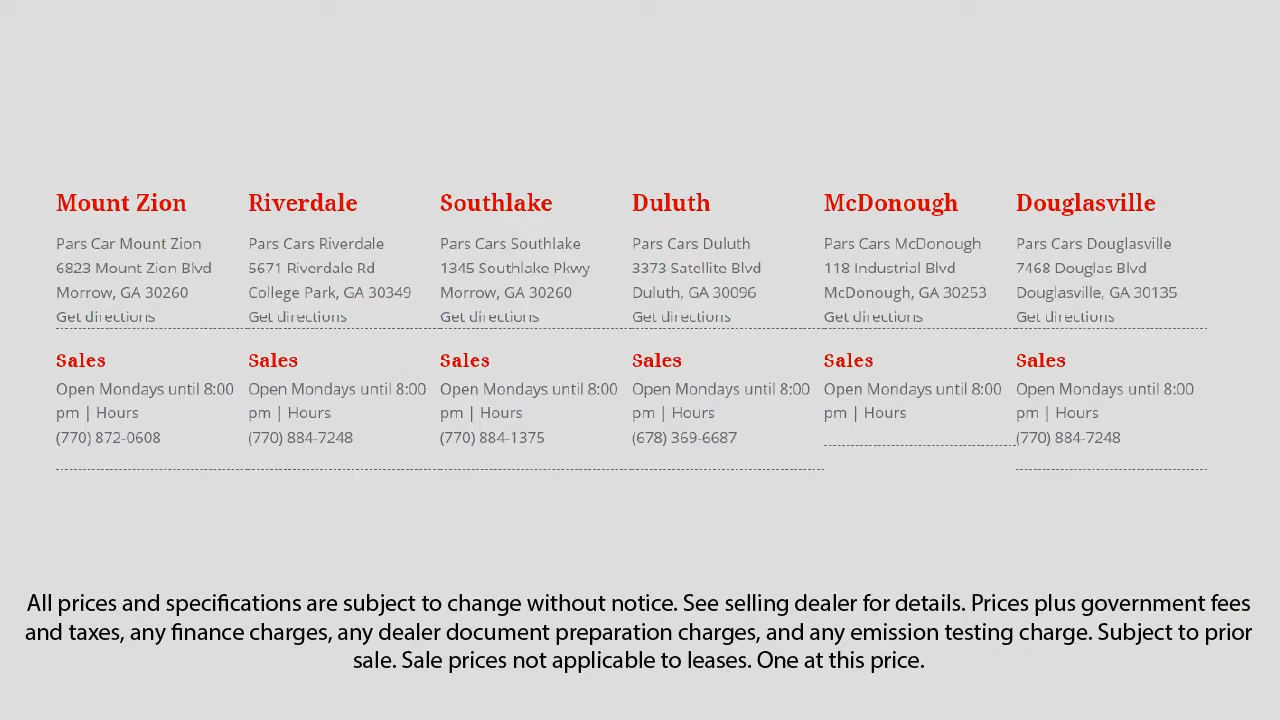 Mount Zion
Pars Car Mount Zion
6823 Mount Zion Blvd
Morrow, GA 30260
Get directions
Sales
Open Mondays until 8:00
pm | Hours
(770) 872-0608
Riverdale
Pars Cars Riverdale
5671 Riverdale Rd
College Park, GA 30349
Get directions
Sales
Open Mondays until 8:00
pm | Hours
(770) 884-7248
Southlake
Pars Cars Southlake
1345 Southlake Pkwy
Morrow, GA 30260
Get directions
Sales
Open Mondays until 8:00
pm | Hours
(770) 884-1375
Duluth
Pars Cars Duluth
3373 Satellite Blvd
Duluth, GA 30096
Get directions
Sales
Open Mondays until 8:00
pm | Hours
(678) 369-6687
McDonough
Pars Cars McDonough
118 Industrial Blvd
McDonough, GA 30253
Get directions
Sales
Open Mondays until 8:00
pm | Hours
Douglasville
Pars Cars Douglasville
7468 Douglas Blvd
Douglasville, GA 30135
Get directions
Sales
Open Mondays until 8:00
pm | Hours
(770) 884-7248
All prices and specifications are subject to change without notice. See selling dealer for details. Prices plus government fees
and taxes, any finance charges, any dealer document preparation charges, and any emission testing charge. Subject to prior
sale. Sale prices not applicable to leases. One at this price.